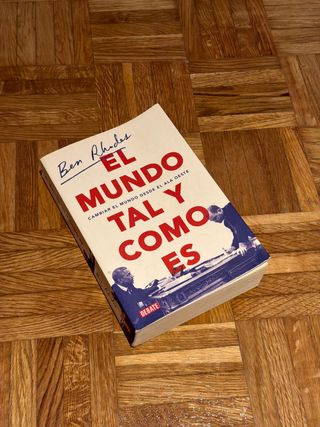 Ben Rhodes
EL
MUNDO
CAMBIAR EL MUNDO DESDE EL ALA OESTE
TAL Y
COMO
ES
DEBATE